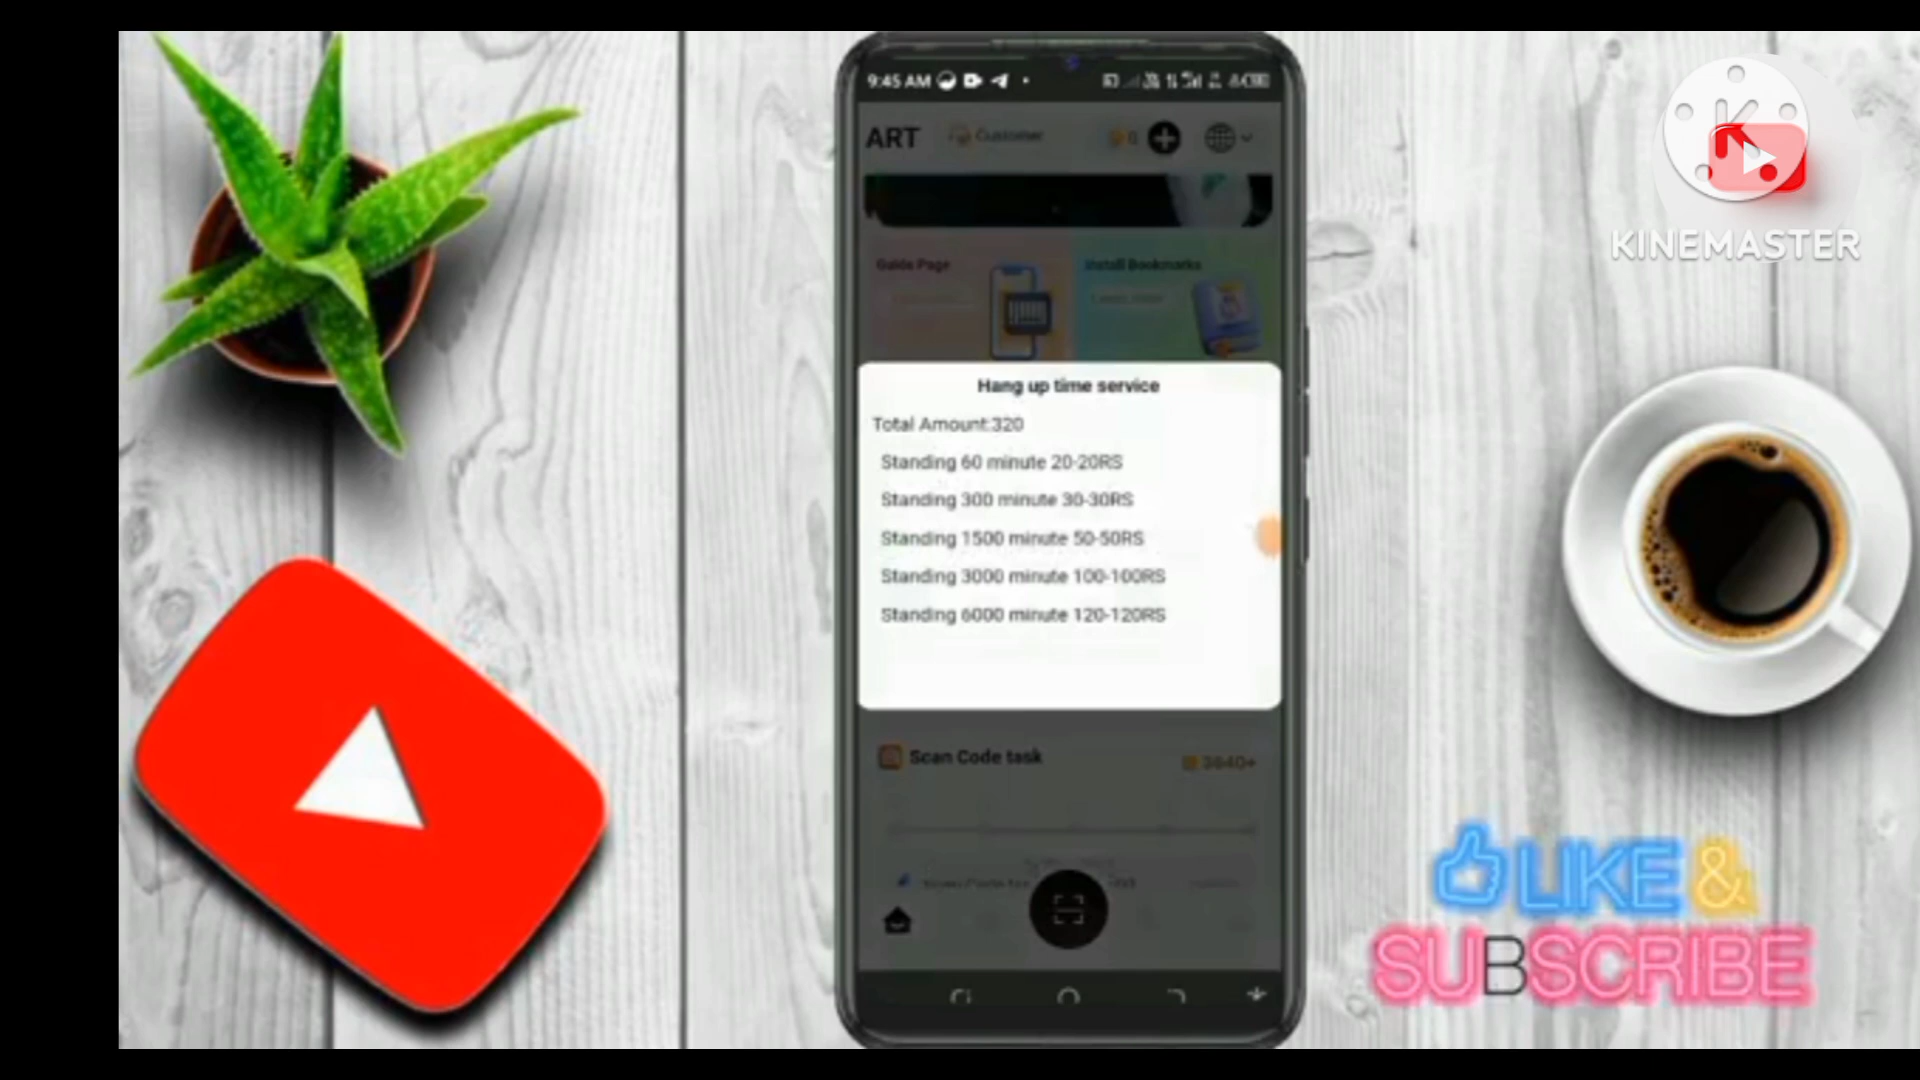 9:45 AM
ART
Customer
0
Guide Page
Install Bookmarks
Hang up time service
Total Amount:320
Standing 60 minute 20-20RS
Standing 300 minute 30-30RS
Standing 1500 minute 50-50RS
Standing 3000 minute 100-100RS
Standing 6000 minute 120-120RS
Scan Code task
3640+
KINEMASTER
LIKE &
SUBSCRIBE